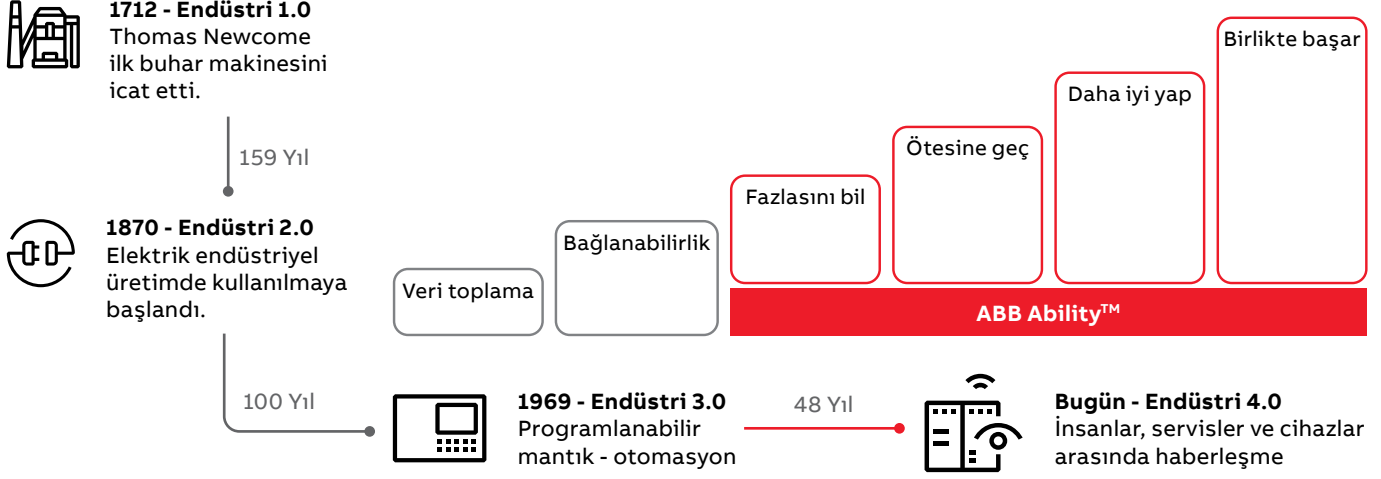 1712 - Endüstri 1.0
Thomas Newcome
ilk buhar makinesini
icat etti.
159 Yıl
1870 - Endüstri 2.0
Elektrik endüstriyel
üretimde kullanılmaya
başlandı.
100 Yıl
Veri toplama
Bağlanabilirlik
Fazlasını bil
Ötesine geç
Daha iyi yap
Birlikte başar
ABB Ability™
1969 - Endüstri 3.0
Programlanabilir
mantık - otomasyon
48 Yıl
Bugün - Endüstri 4.0
İnsanlar, servisler ve cihazlar
arasında haberleşme